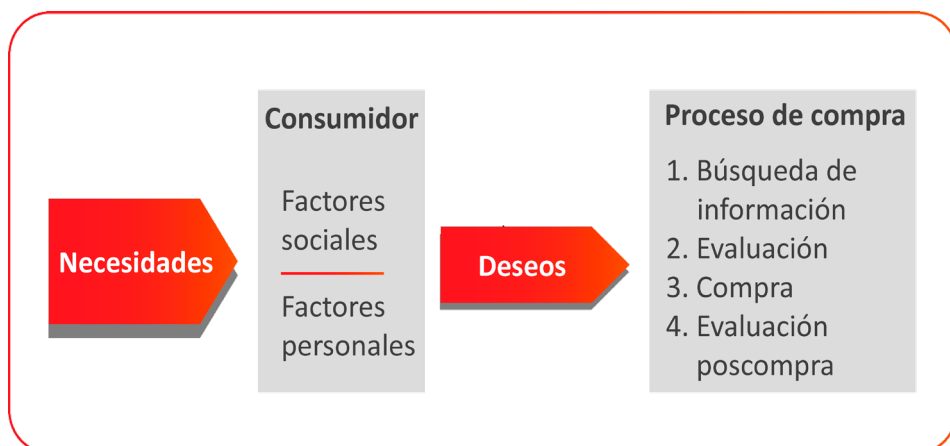 Necesidades
Consumidor
Factores
sociales
Factores
personales
Deseos
Proceso de compra
1. Búsqueda de
información
2. Evaluación
3. Compra
4. Evaluación
poscompra